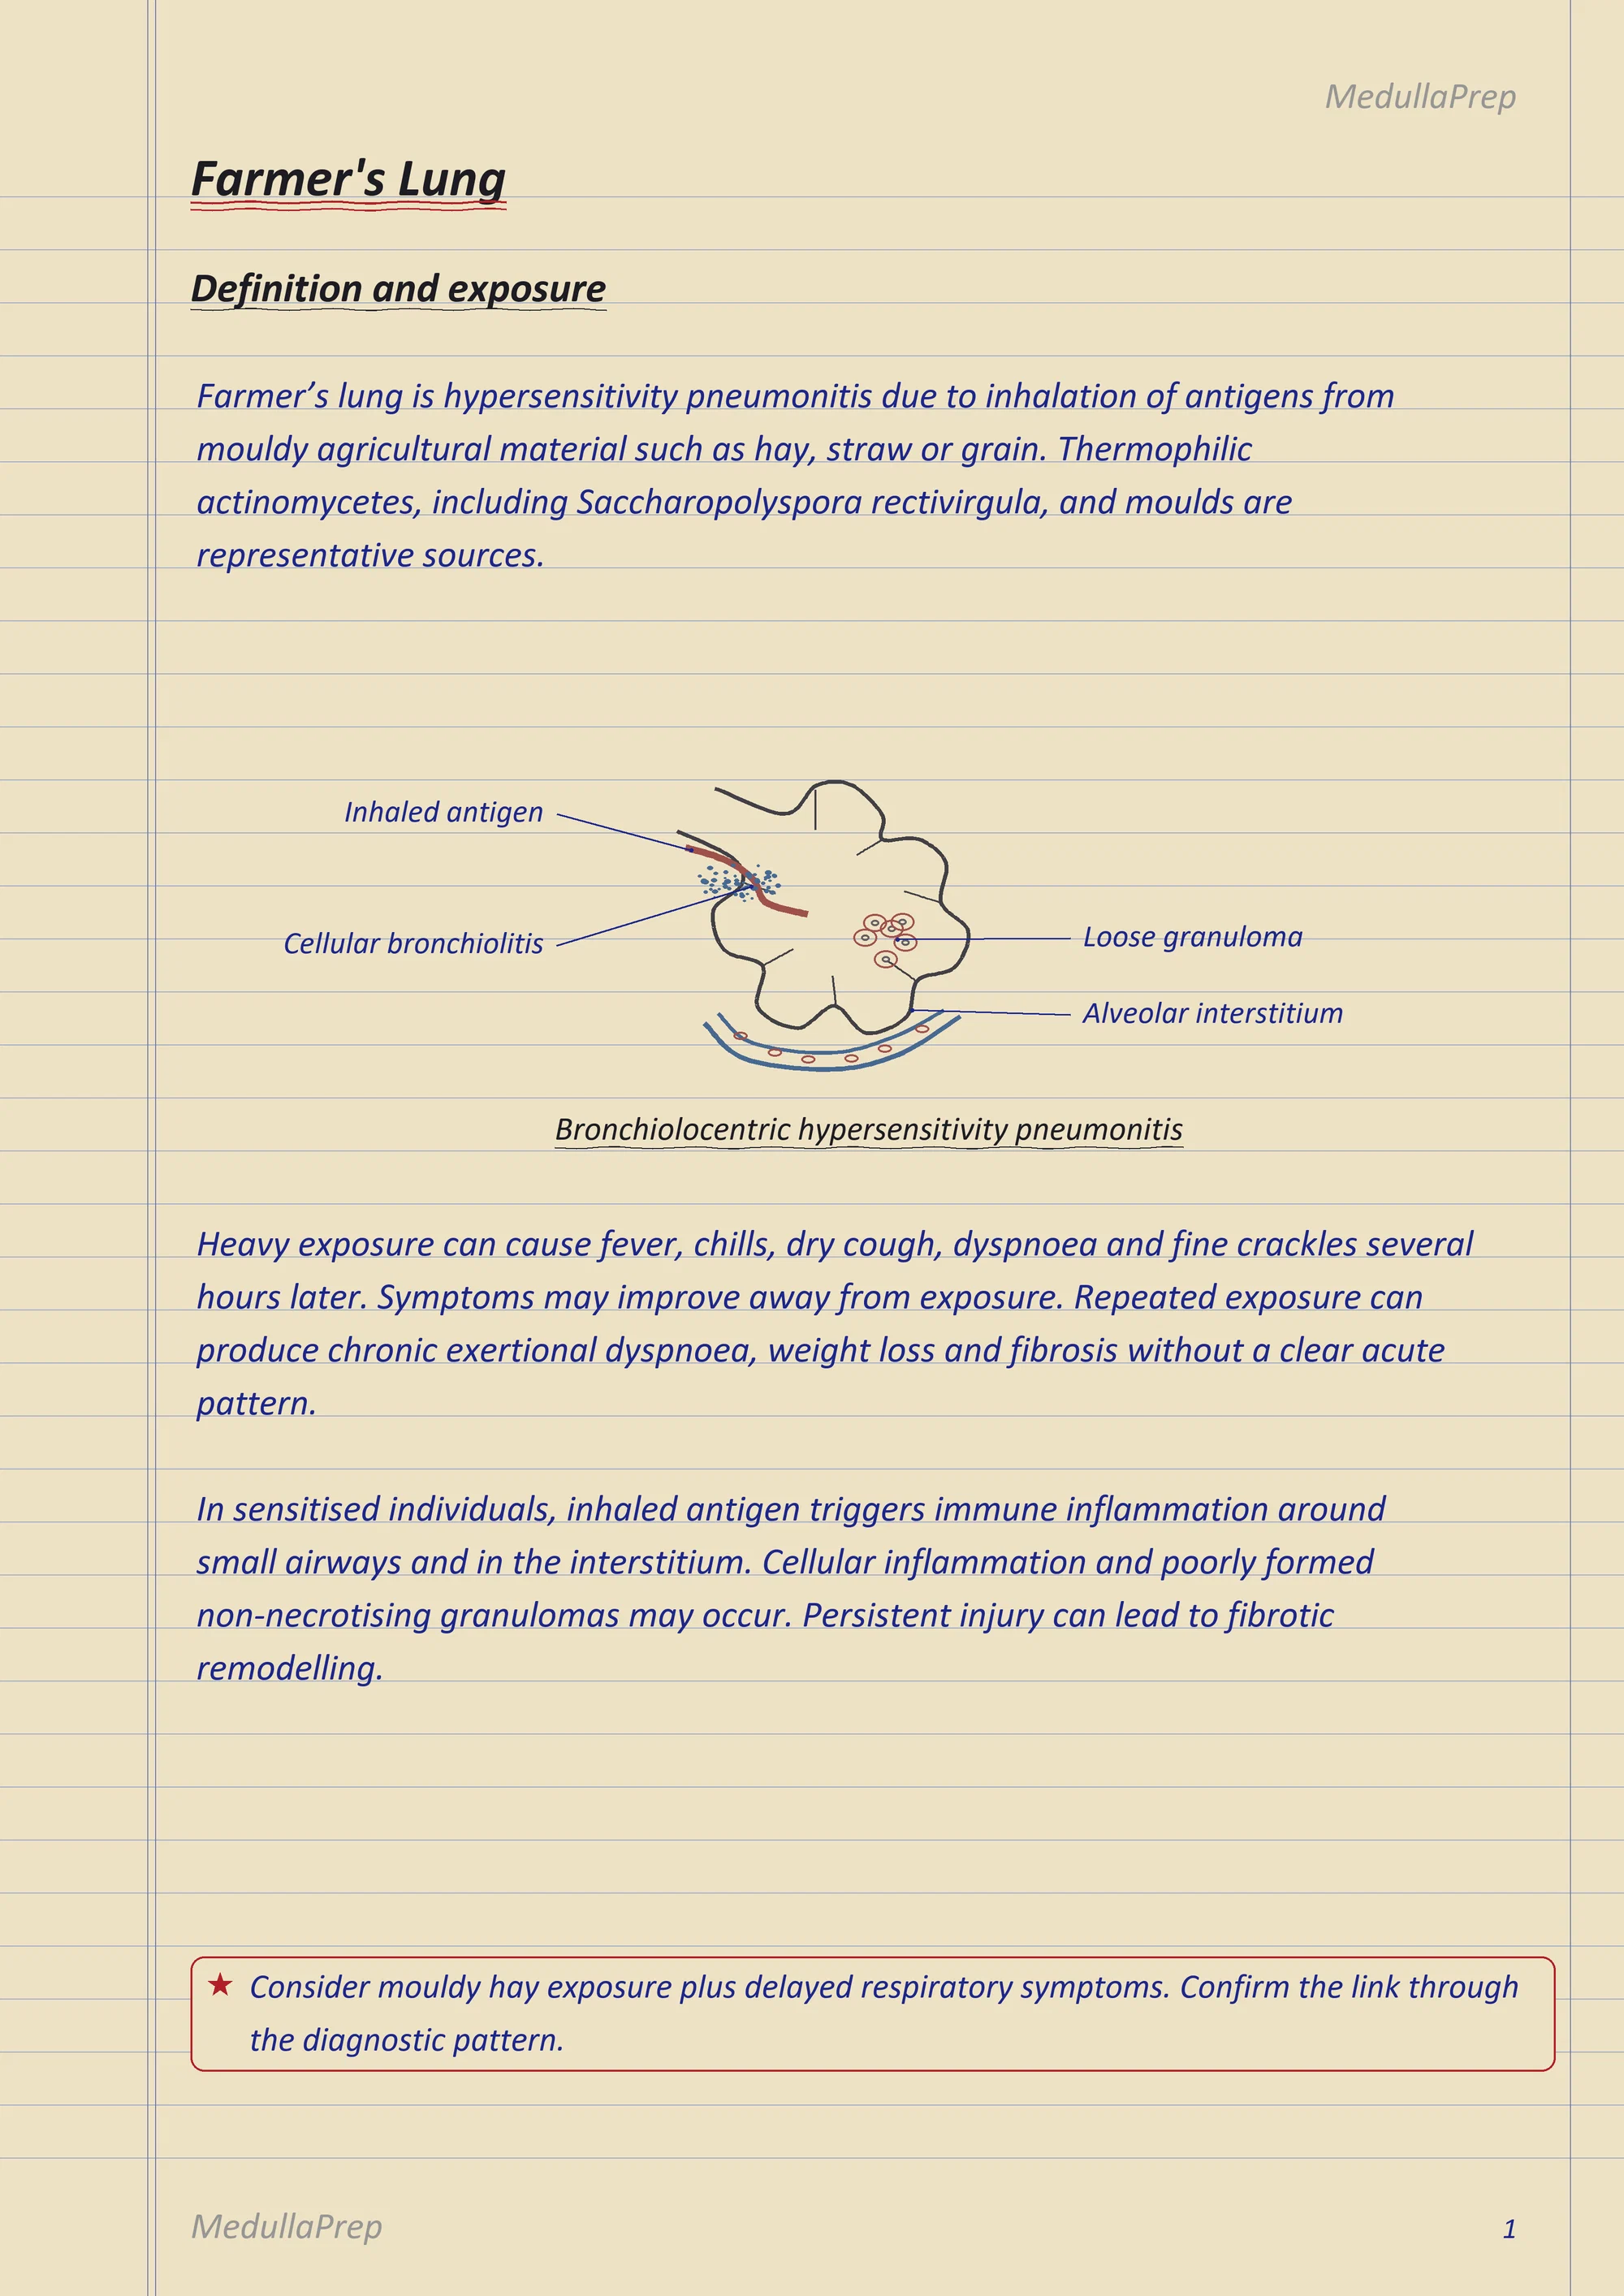 MedullaPrep
Farmer's Lung
Definition and exposure
Farmer’s lung is hypersensitivity pneumonitis due to inhalation of antigens from
mouldy agricultural material such as hay, straw or grain. Thermophilic
actinomycetes, including Saccharopolyspora rectivirgula, and moulds are
representative sources.
Inhaled antigen
Cellular bronchiolitis
Loose granuloma
Alveolar interstitium
Bronchiolocentric hypersensitivity pneumonitis
Heavy exposure can cause fever, chills, dry cough, dyspnoea and fine crackles several
hours later. Symptoms may improve away from exposure. Repeated exposure can
produce chronic exertional dyspnoea, weight loss and fibrosis without a clear acute
pattern.
In sensitised individuals, inhaled antigen triggers immune inflammation around
small airways and in the interstitium. Cellular inflammation and poorly formed
non-necrotising granulomas may occur. Persistent injury can lead to fibrotic
remodelling.
★ Consider mouldy hay exposure plus delayed respiratory symptoms. Confirm the link through
the diagnostic pattern.
MedullaPrep
1